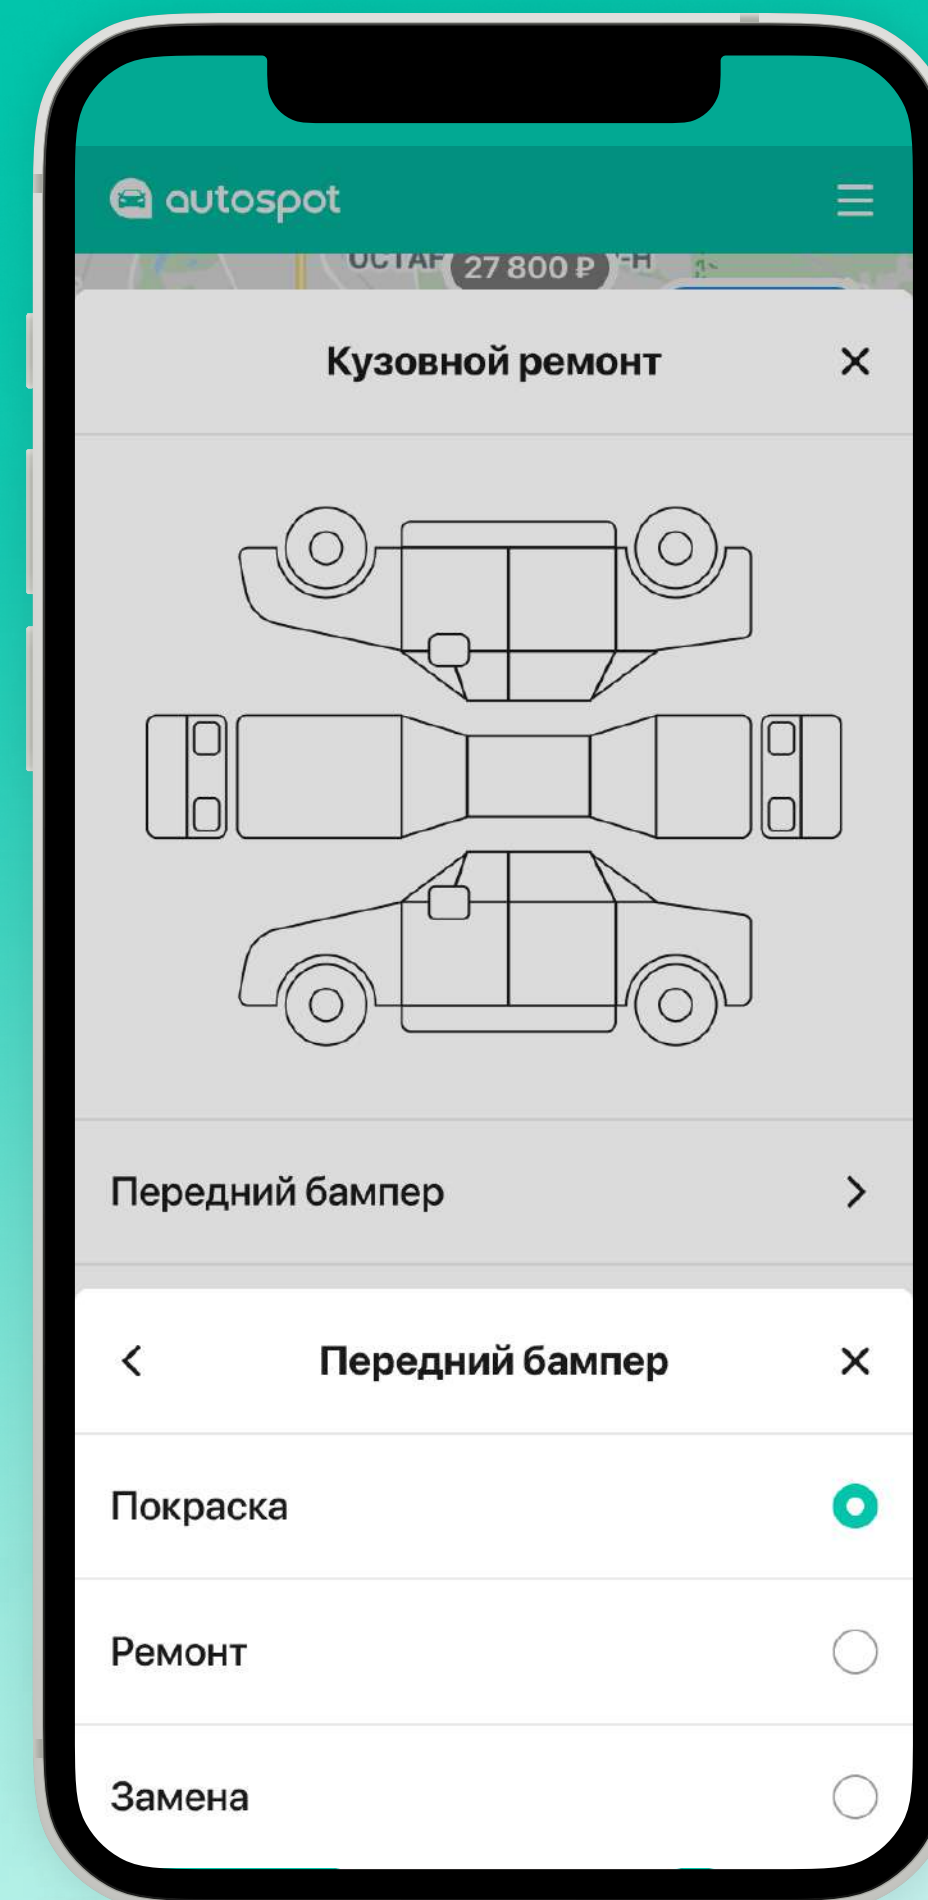 autospot
27 800 ₽
Кузовной ремонт
Передний бампер
Передний бампер
Покраска
Ремонт
Замена